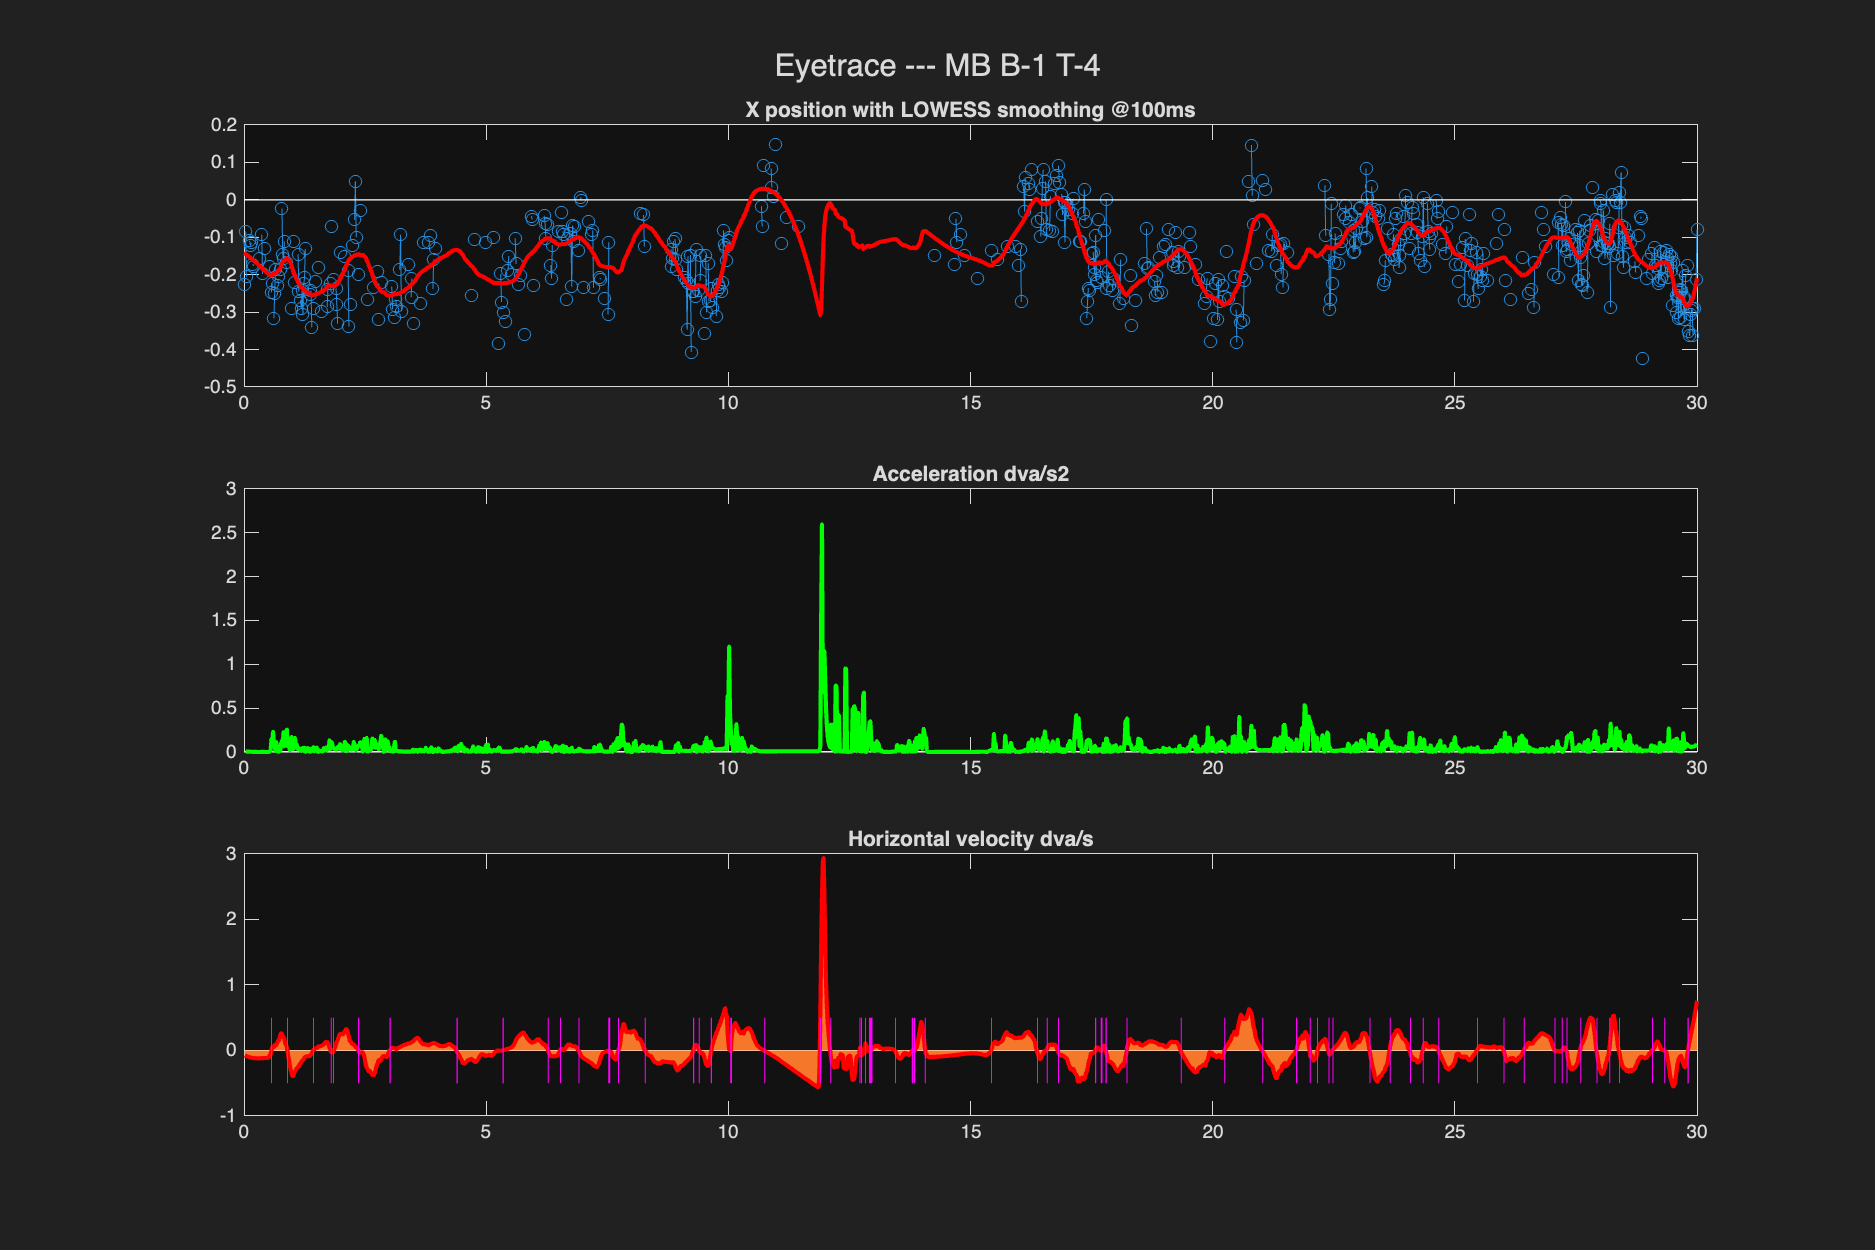 Eyetrace --- MB B-1 T-4
X position with LOWESS smoothing @100ms
0.2
0.1
0
-0.1
-0.2
-0.3
-0.4
-0.5
0 5 10 15 20 25 30
Acceleration dva/s2
3
2.5
2
1.5
1
0.5
0
0 5 10 15 20 25 30
Horizontal velocity dva/s
3
2
1
0
-1
0 5 10 15 20 25 30